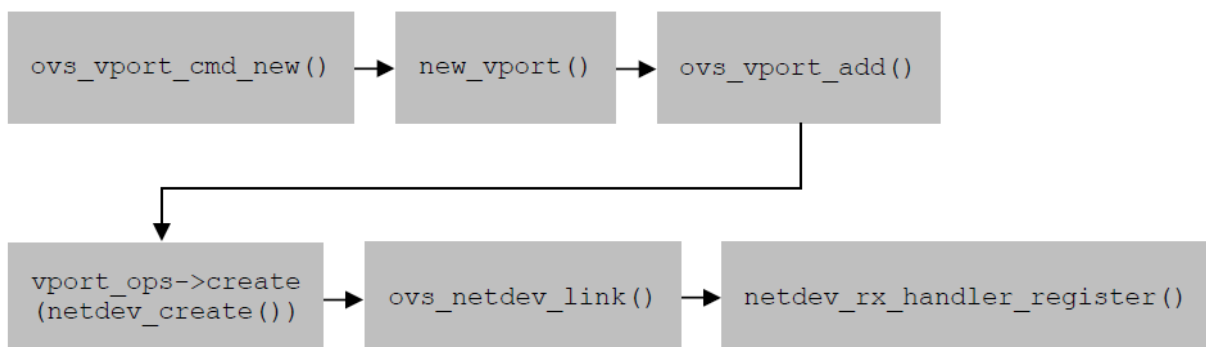 ovs_vport_cmd_new()
new_vport()
ovs_vport_add()
vport_ops->create
(netdev_create())
ovs_netdev_link()
netdev_rx_handler_register()